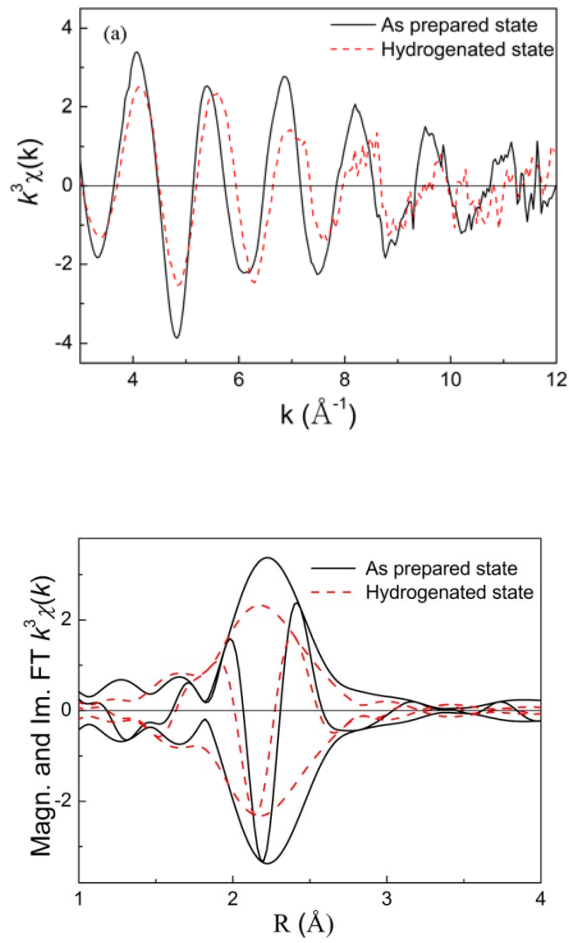 (a)
As prepared state
Hydrogenated state
4
2
0
-2
-4
k³χ(k)
4 6 8 10 12
k (Å⁻¹)
As prepared state
Hydrogenated state
2
0
-2
Magn. and Im. FT k³χ(k)
1 2 3 4
R (Å)